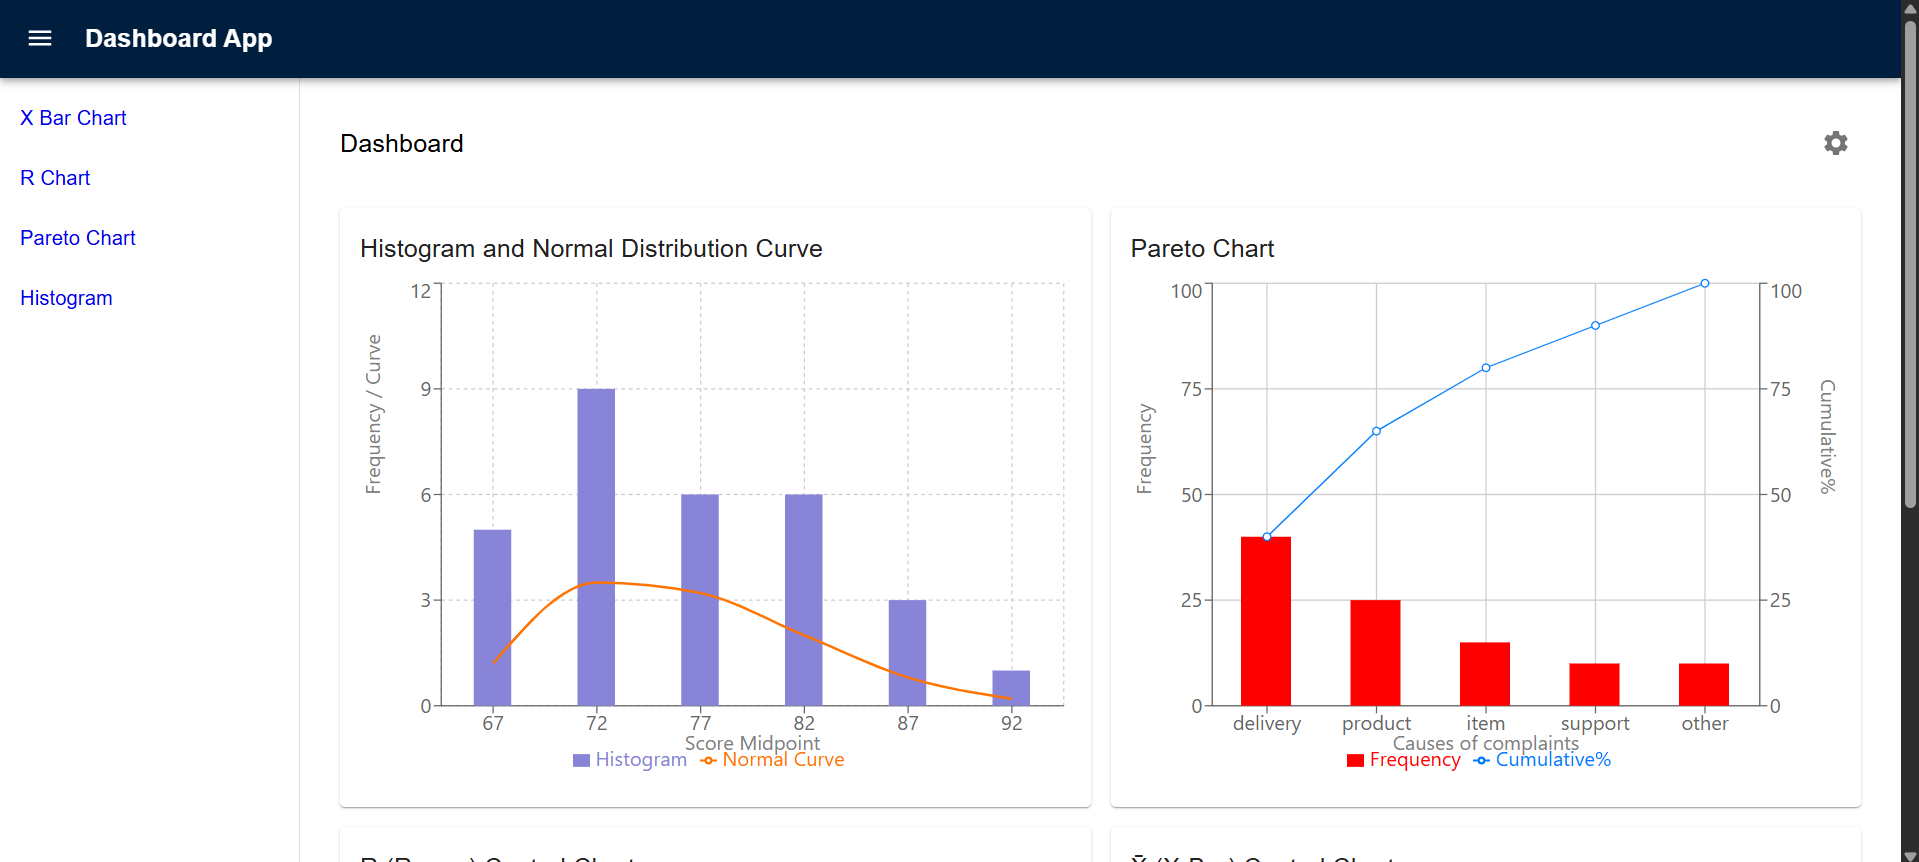 Dashboard App
X Bar Chart
R Chart
Pareto Chart
Histogram
Dashboard
Histogram and Normal Distribution Curve
12
9
6
3
0
Frequency / Curve
67 72 77 82 87 92
Score Midpoint
Histogram Normal Curve
Pareto Chart
100
75
50
25
0
Frequency
100
75
50
25
0
Cumulative%
delivery product item support other
Causes of complaints
Frequency Cumulative%